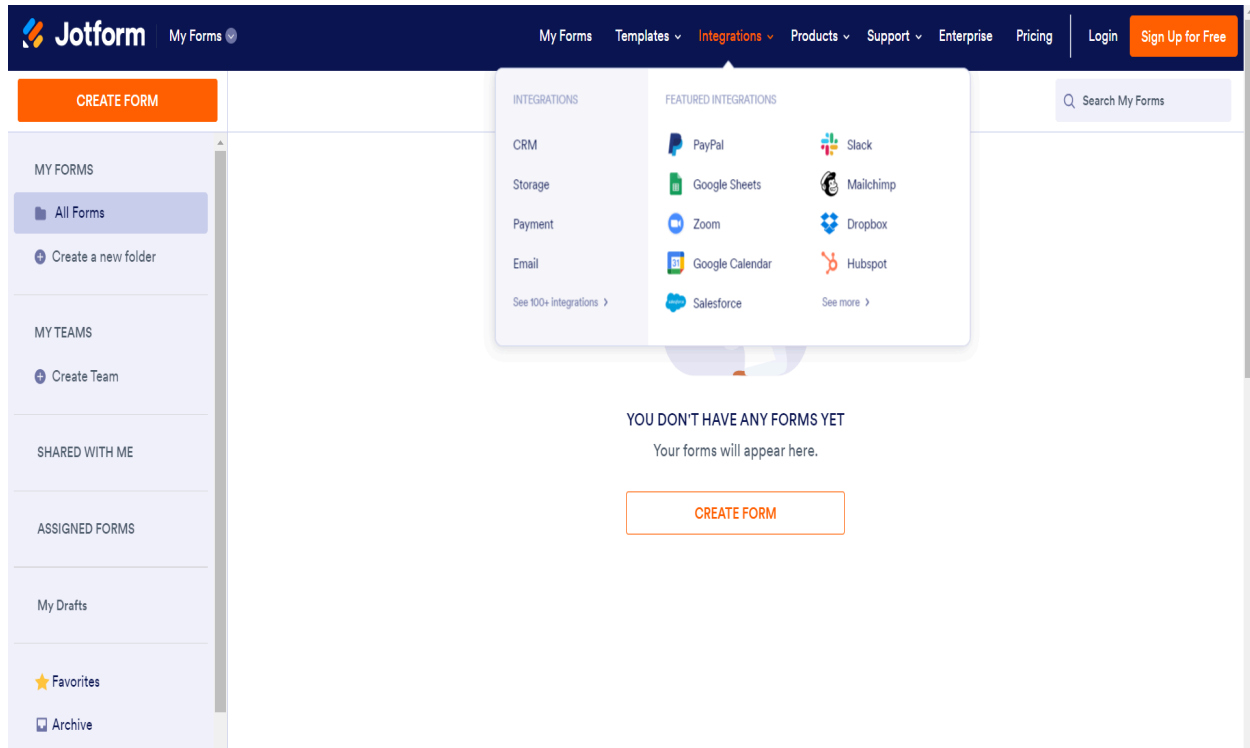 Jotform My Forms
My Forms Templates Integrations Products Support Enterprise Pricing Login Sign Up for Free
CREATE FORM
Search My Forms
MY FORMS
All Forms
Create a new folder
MY TEAMS
Create Team
SHARED WITH ME
ASSIGNED FORMS
My Drafts
Favorites
Archive
INTEGRATIONS
CRM
Storage
Payment
Email
See 100+ integrations
FEATURED INTEGRATIONS
PayPal
Google Sheets
Zoom
31 Google Calendar
Salesforce
Slack
Mailchimp
Dropbox
Hubspot
See more
YOU DON'T HAVE ANY FORMS YET
Your forms will appear here.
CREATE FORM